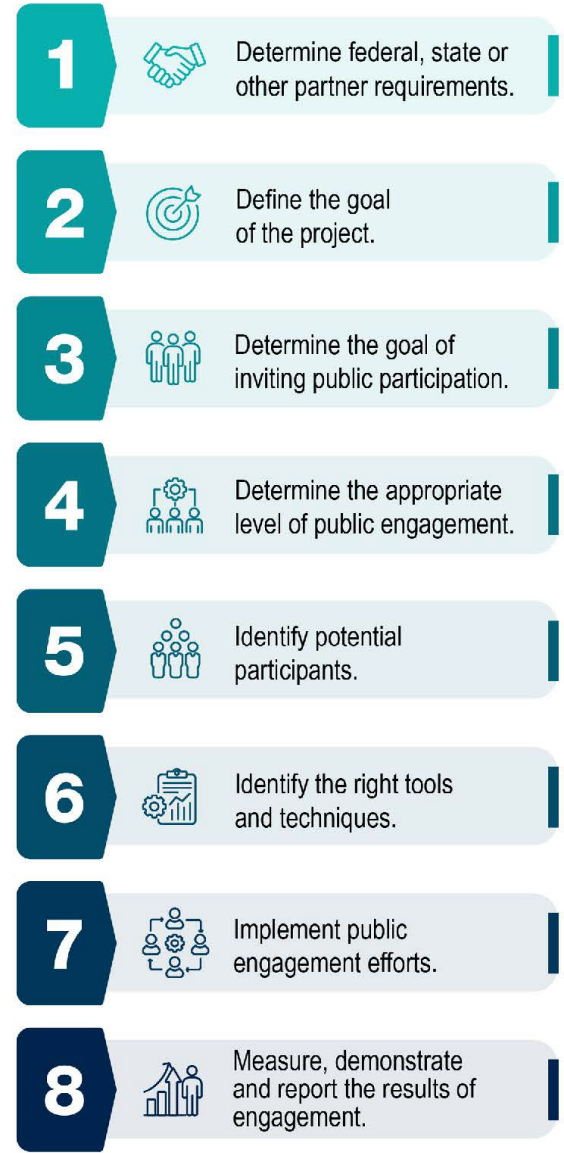 1
Determine federal, state or
other partner requirements.
2
Define the goal
of the project.
3
Determine the goal of
inviting public participation.
4
Determine the appropriate
level of public engagement.
5
Identify potential
participants.
6
Identify the right tools
and techniques.
7
Implement public
engagement efforts.
8
Measure, demonstrate
and report the results of
engagement.